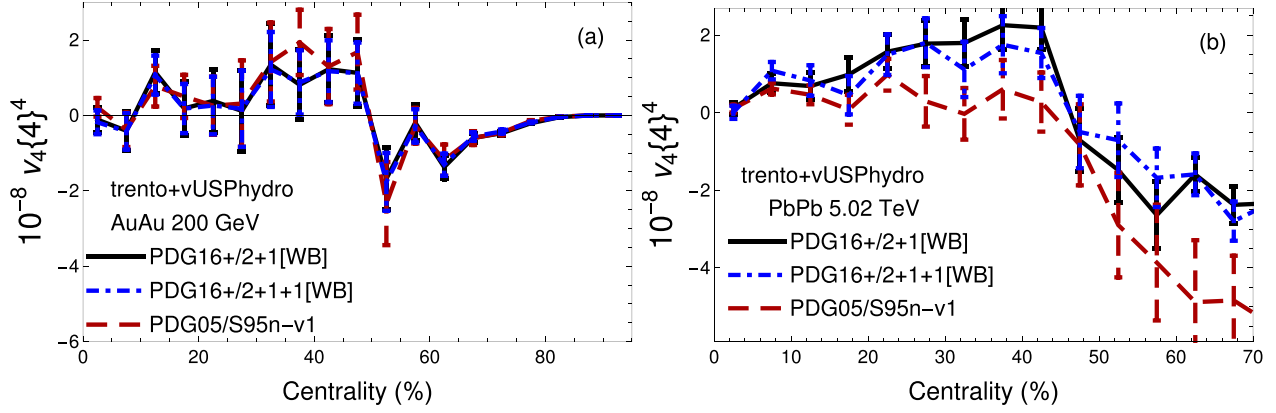 (a)
2
0
-2
-4
-6
10⁻⁸ v₄{4}⁴
trento+vUSPhydro
AuAu 200 GeV
PDG16+/2+1[WB]
PDG16+/2+1+1[WB]
PDG05/S95n-v1
0 20 40 60 80
Centrality (%)
(b)
2
0
-2
-4
10⁻⁸ v₄{4}⁴
trento+vUSPhydro
PbPb 5.02 TeV
PDG16+/2+1[WB]
PDG16+/2+1+1[WB]
PDG05/S95n-v1
0 10 20 30 40 50 60 70
Centrality (%)